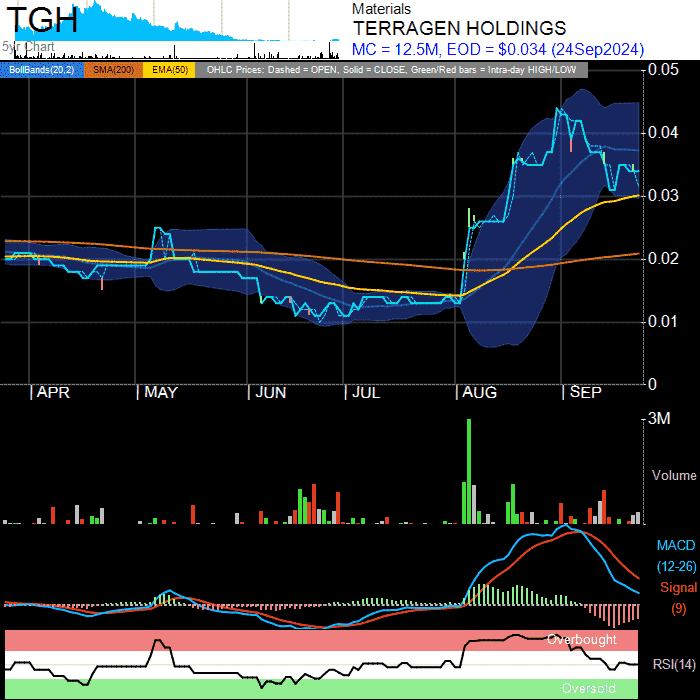 TGH
5yr Chart
Materials
TERRAGEN HOLDINGS
MC = 12.5M, EOD = $0.034 (24Sep2024)
BollBands(20,2) SMA(200) EMA(50) OHLC Prices: Dashed = OPEN, Solid = CLOSE, Green/Red bars = Intra-day HIGH/LOW
0.05
0.04
0.03
0.02
0.01
0
APR MAY JUN JUL AUG SEP
3M
Volume
MACD
(12-26)
Signal
(9)
Overbought
RSI(14)
Oversold